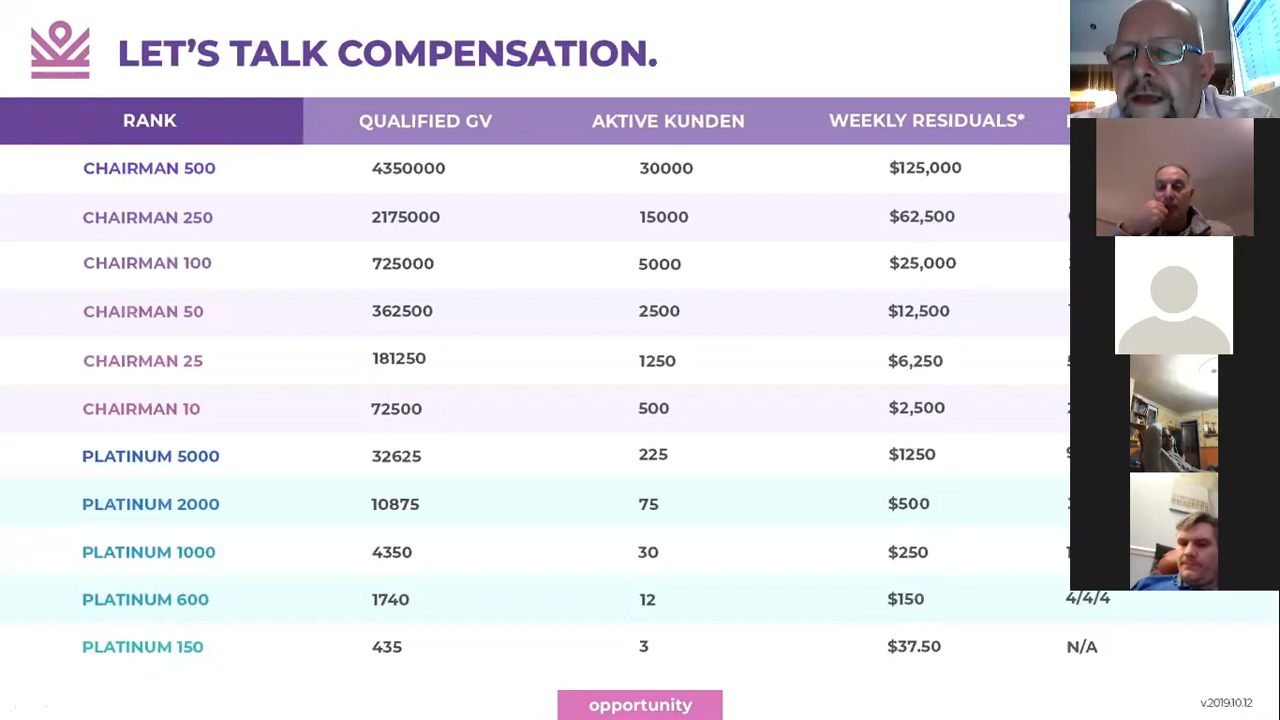 LET'S TALK COMPENSATION.
RANK QUALIFIED GV AKTIVE KUNDEN WEEKLY RESIDUALS*
CHAIRMAN 500 4350000 30000 $125,000
CHAIRMAN 250 2175000 15000 $62,500
CHAIRMAN 100 725000 5000 $25,000
CHAIRMAN 50 362500 2500 $12,500
CHAIRMAN 25 181250 1250 $6,250
CHAIRMAN 10 72500 500 $2,500
PLATINUM 5000 32625 225 $1250
PLATINUM 2000 10875 75 $500
PLATINUM 1000 4350 30 $250
PLATINUM 600 1740 12 $150 4/4/4
PLATINUM 150 435 3 $37.50 N/A
opportunity
v.2019.10.12